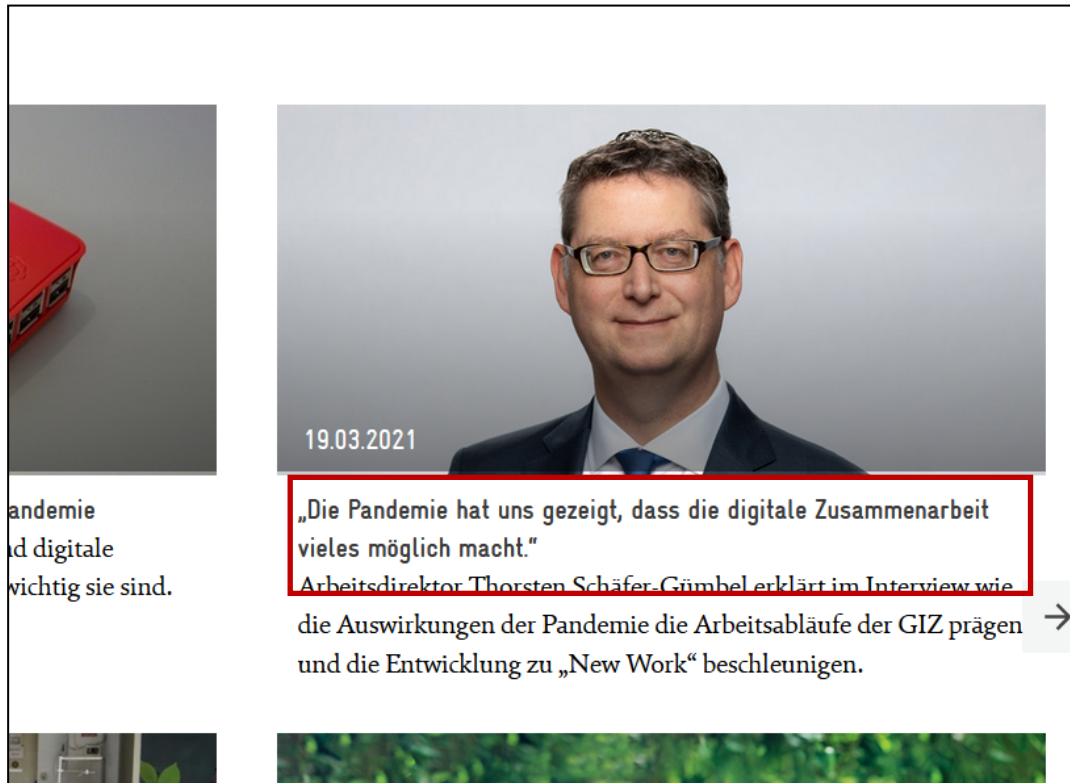 19.03.2021
andemie
d digitale
wichtig sie sind.
„Die Pandemie hat uns gezeigt, dass die digitale Zusammenarbeit
vieles möglich macht.“
Arbeitsdirektor Thorsten Schäfer-Gümbel erklärt im Interview wie
die Auswirkungen der Pandemie die Arbeitsabläufe der GIZ prägen
und die Entwicklung zu „New Work“ beschleunigen.